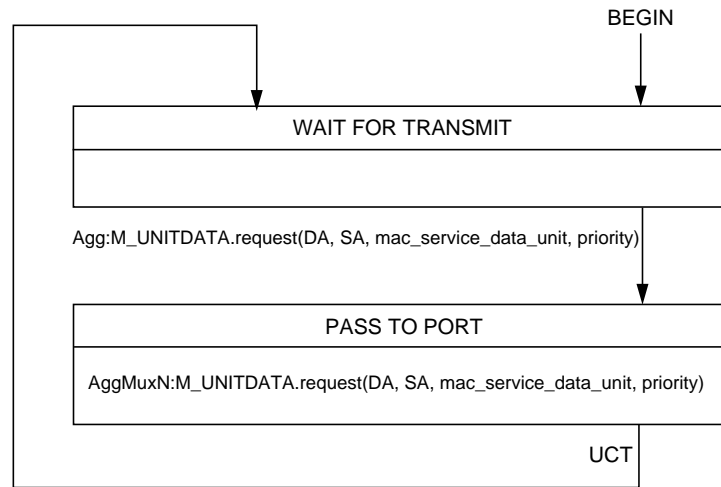 BEGIN
WAIT FOR TRANSMIT
Agg:M_UNITDATA.request(DA, SA, mac_service_data_unit, priority)
PASS TO PORT
AggMuxN:M_UNITDATA.request(DA, SA, mac_service_data_unit, priority)
UCT